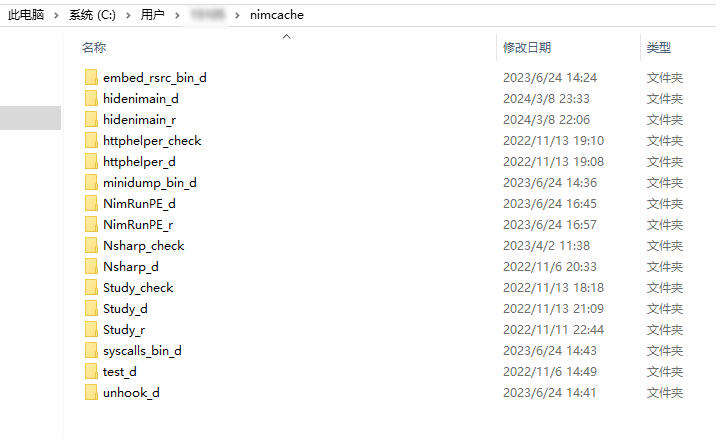 此电脑 > 系统 (C:) > 用户 > > nimcache
名称 修改日期 类型
embed_rsrc_bin_d 2023/6/24 14:24 文件夹
hidenimain_d 2024/3/8 23:33 文件夹
hidenimain_r 2024/3/8 22:06 文件夹
httphelper_check 2022/11/13 19:10 文件夹
httphelper_d 2022/11/13 19:08 文件夹
minidump_bin_d 2023/6/24 14:36 文件夹
NimRunPE_d 2023/6/24 16:45 文件夹
NimRunPE_r 2023/6/24 16:57 文件夹
Nsharp_check 2023/4/2 11:38 文件夹
Nsharp_d 2022/11/6 20:33 文件夹
Study_check 2022/11/13 18:18 文件夹
Study_d 2022/11/13 21:09 文件夹
Study_r 2022/11/11 22:44 文件夹
syscalls_bin_d 2023/6/24 14:43 文件夹
test_d 2022/11/6 14:49 文件夹
unhook_d 2023/6/24 14:41 文件夹